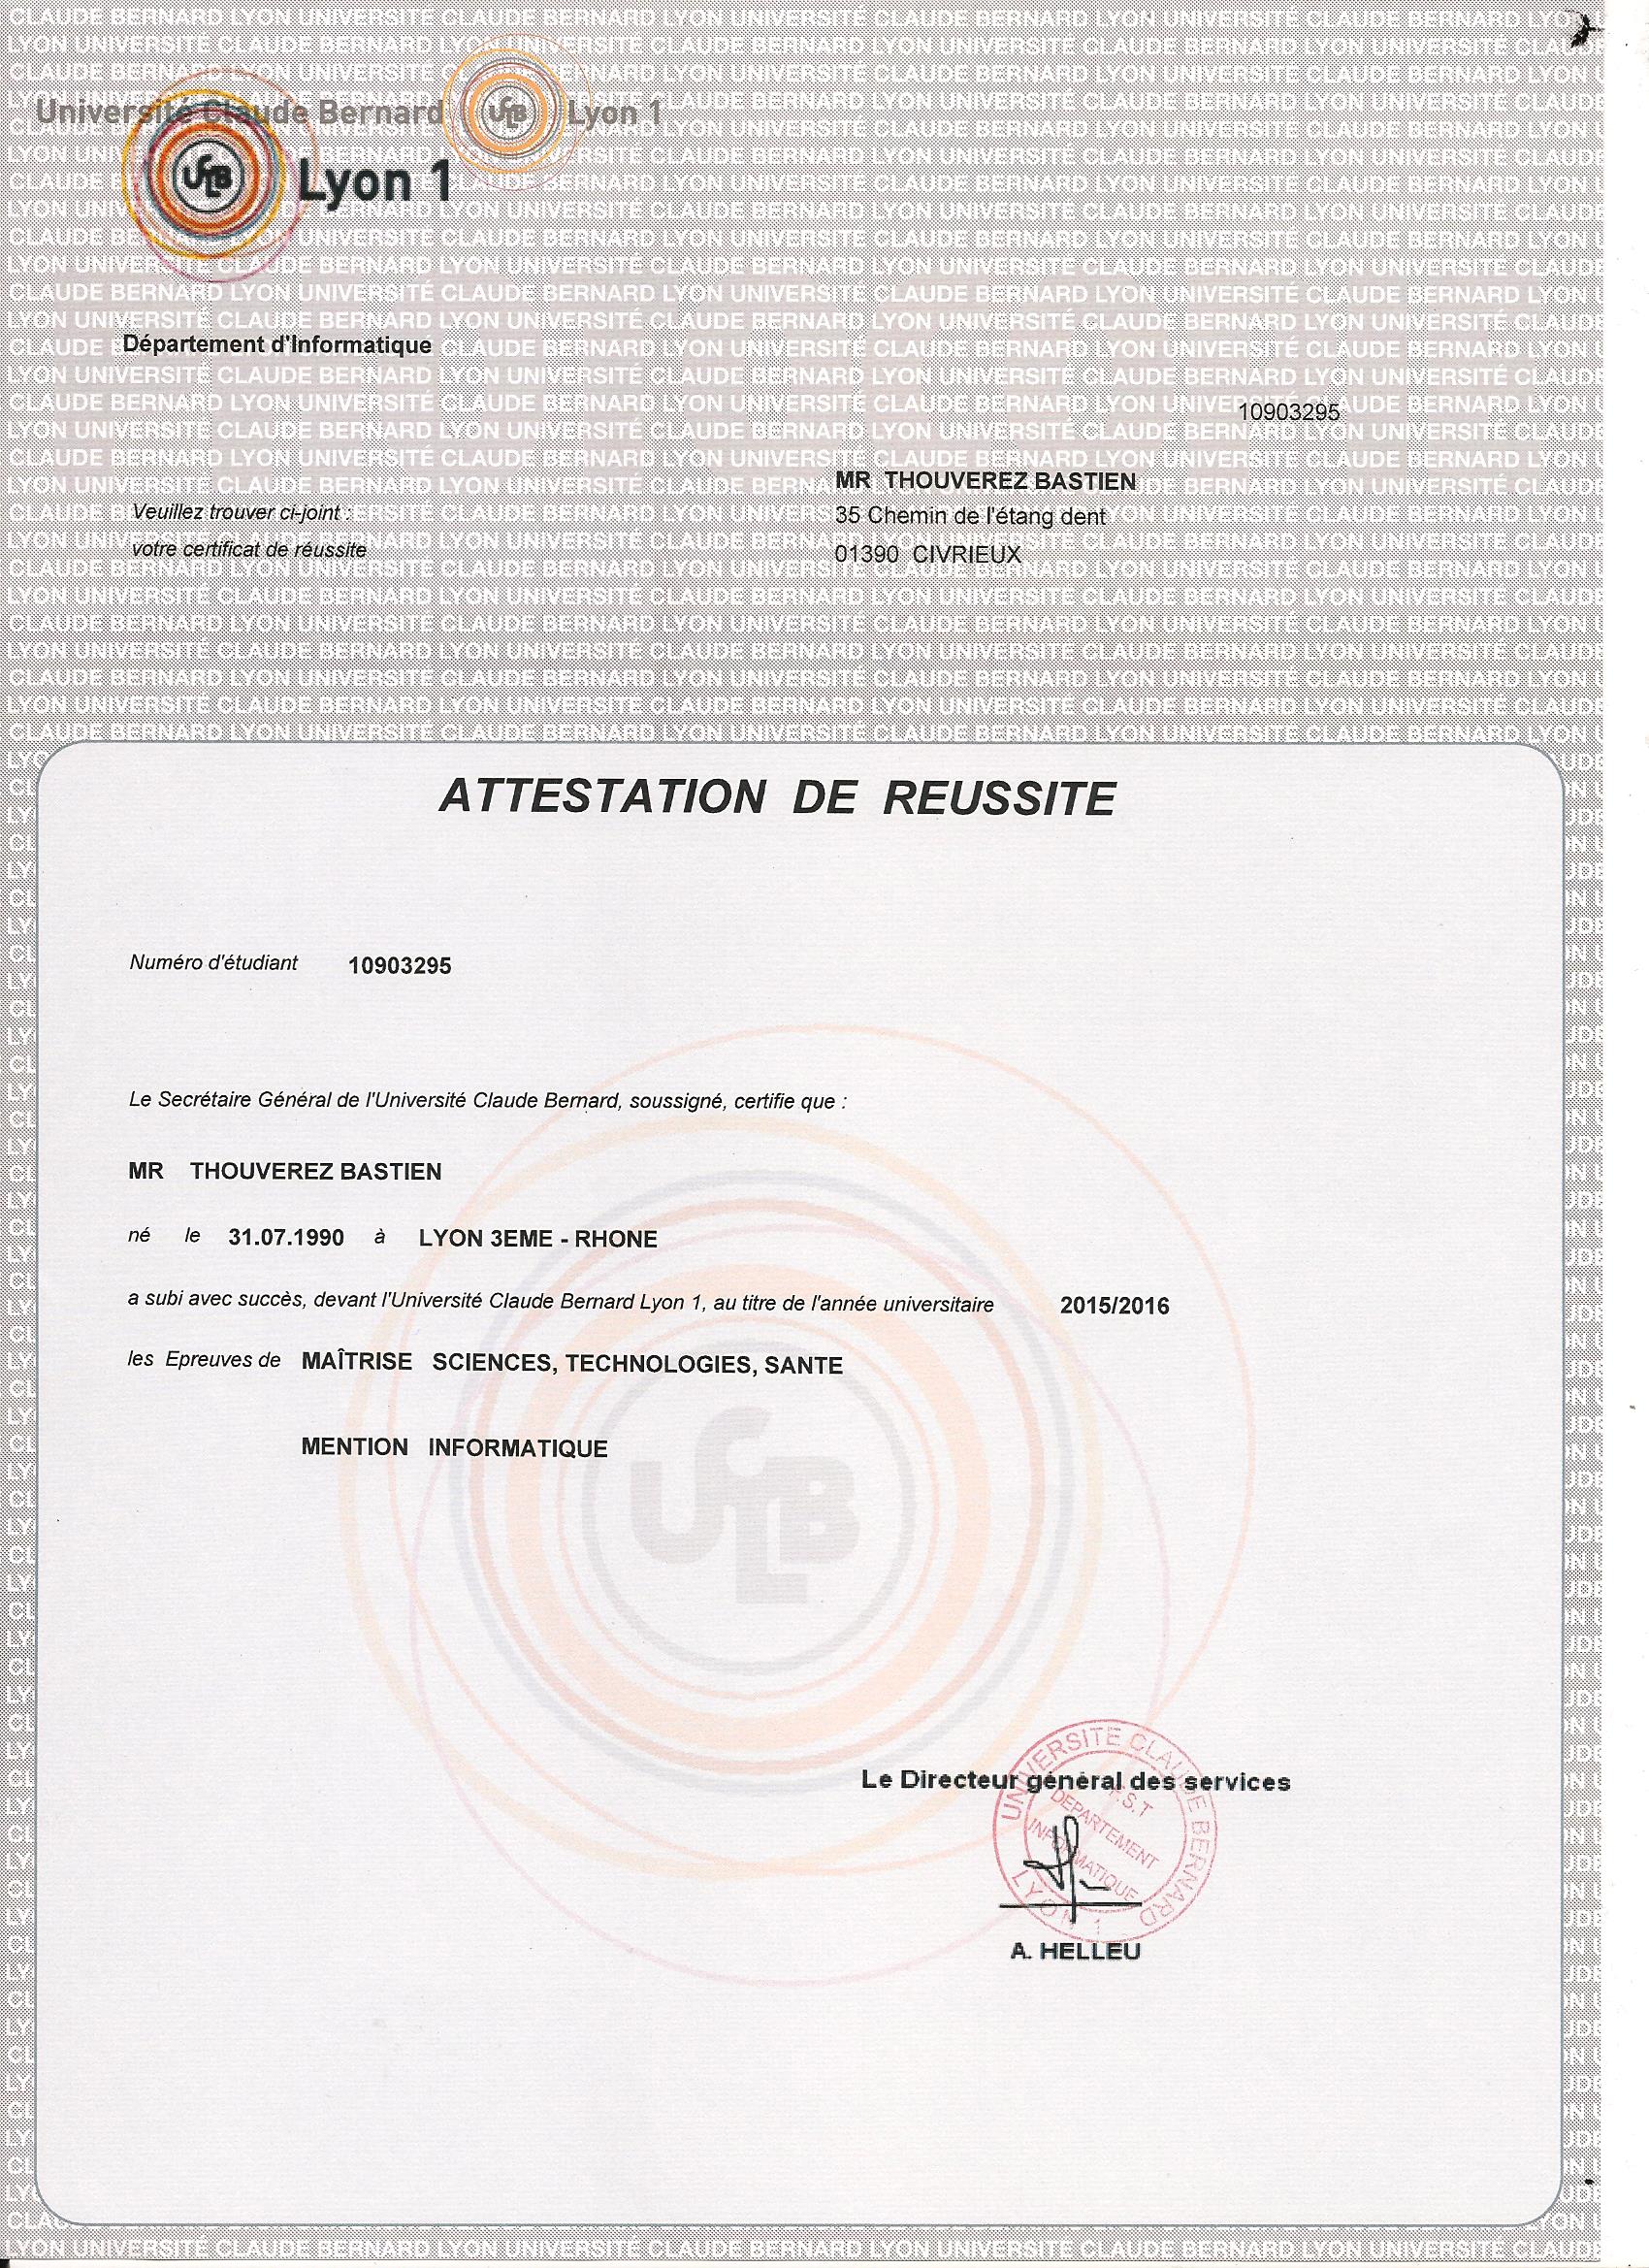 Université Claude Bernard UCLB Lyon 1
UCLB Lyon 1
Département d'Informatique
10903295
MR THOUVEREZ BASTIEN
Veuillez trouver ci-joint :
35 Chemin de l'étang dent
votre certificat de réussite
01390 CIVRIEUX
ATTESTATION DE REUSSITE
Numéro d'étudiant 10903295
Le Secrétaire Général de l'Université Claude Bernard, soussigné, certifie que :
MR THOUVEREZ BASTIEN
né le 31.07.1990 à LYON 3EME - RHONE
a subi avec succès, devant l'Université Claude Bernard Lyon 1, au titre de l'année universitaire 2015/2016
les Epreuves de MAÎTRISE SCIENCES, TECHNOLOGIES, SANTE
MENTION INFORMATIQUE
UCLB
Le Directeur général des services
UNIVERSITE CLAUDE BERNARD
DEPARTEMENT
INFORMATIQUE
LYON 1
A. HELLEU